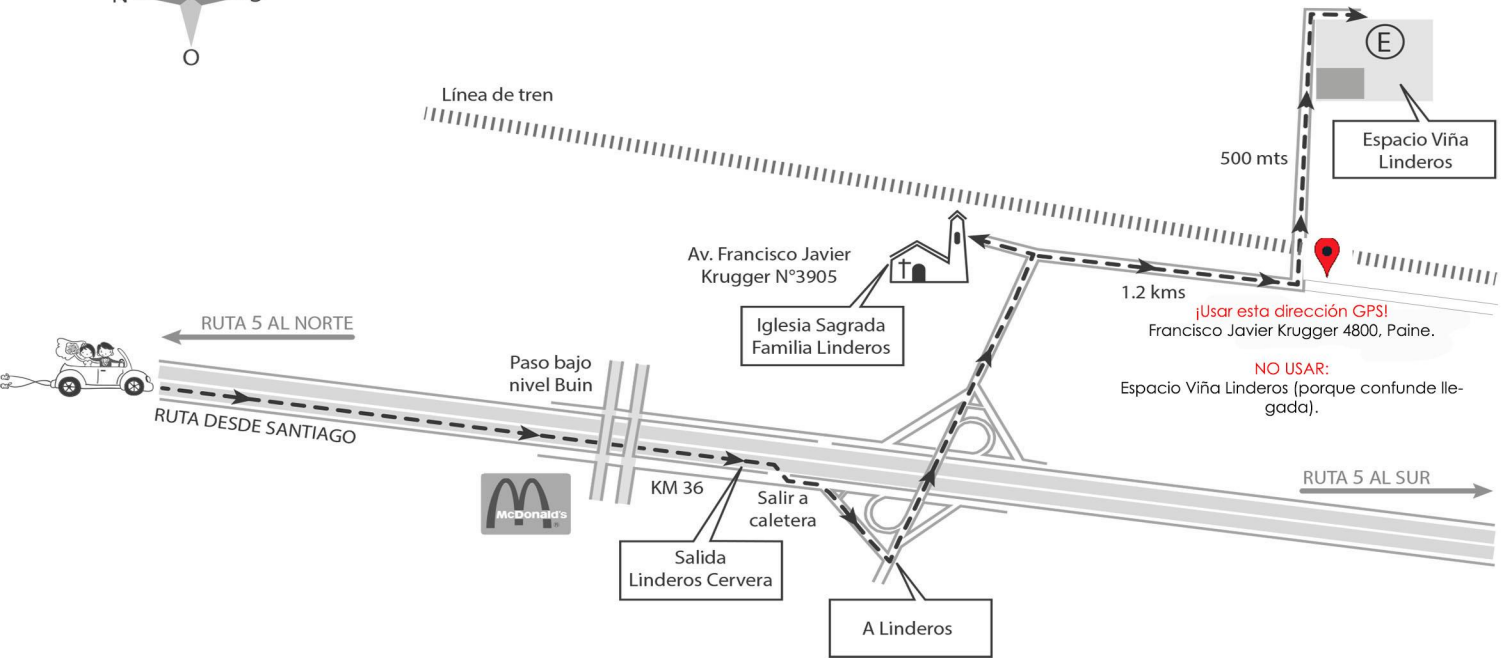 O
Línea de tren
E
Espacio Viña
Linderos
500 mts
Av. Francisco Javier
Krugger N°3905
1.2 kms
¡Usar esta dirección GPS!
Francisco Javier Krugger 4800, Paine.
Iglesia Sagrada
Familia Linderos
RUTA 5 AL NORTE
Paso bajo
nivel Buin
NO USAR:
Espacio Viña Linderos (porque confunde lle-
gada).
RUTA DESDE SANTIAGO
RUTA 5 AL SUR
KM 36
McDonald's
®
Salir a
caletera
Salida
Linderos Cervera
A Linderos